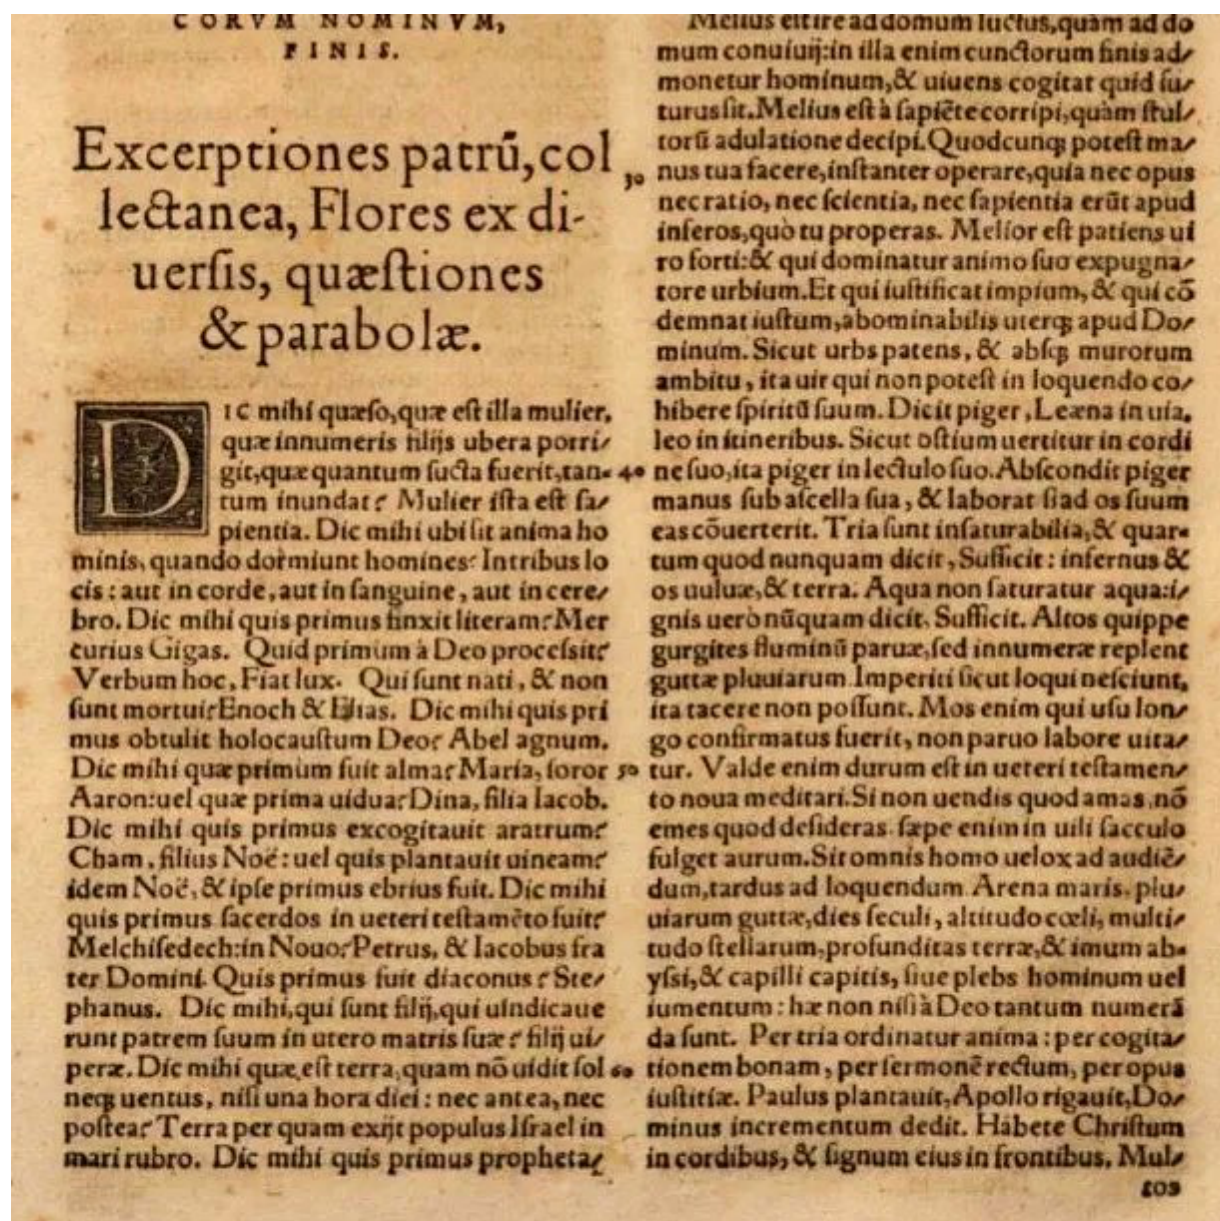 CORVM NOMINVM,
FINIS.
Excerptiones patrū, col
lectanea, Flores ex di-
uersis, quæstiones
& parabolæ.
DIC mihi quæso, quæ est illa mulier,
quæ innumeris filijs ubera porri/
git, quæ quantum sucta fuerit, tan=
tum inundat? Mulier ista est sa/
pientia. Dic mihi ubi sit anima ho
minis, quando dormiunt homines? In tribus lo
cis: aut in corde, aut in sanguine, aut in cere/
bro. Dic mihi quis primus finxit literam? Mer
curius Gigas. Quid primum à Deo processit?
Verbum hoc, Fiat lux. Qui sunt nati, & non
sunt mortui? Enoch & Elias. Dic mihi quis pri
mus obtulit holocaustum Deo? Abel agnum.
Dic mihi quæ primum fuit alma? Maria, soror
Aaron: uel quæ prima uidua? Dina, filia Iacob.
Dic mihi quis primus excogitauit aratrum?
Cham, filius Noë: uel quis plantauit uineam?
idem Noë, & ipse primus ebrius fuit. Dic mihi
quis primus sacerdos in ueteri testamēto fuit?
Melchisedech: in Nouo? Petrus, & Iacobus fra
ter Domini. Quis primus fuit diaconus? Ste/
phanus. Dic mihi, qui sunt filij, qui uindicaue
runt patrem suum in utero matris suæ? filij ui/
peræ. Dic mihi quæ est terra, quam nō uidit sol
neqꝫ uentus, nisi una hora diei: nec antea, nec
postea? Terra per quam exijt populus Israel in
mari rubro. Dic mihi quis primus propheta?
Melius est ire ad domum luctus, quàm ad do
mum conuiuij: in illa enim cunctorum finis ad/
monetur hominum, & uiuens cogitat quid fu/
turus sit. Melius est à sapiēte corripi, quàm stul/
torū adulatione decipi. Quodcunqꝫ potest ma/
30 nus tua facere, instanter operare, quia nec opus
nec ratio, nec scientia, nec sapientia erūt apud
inferos, quò tu properas. Melior est patiens ui
ro forti: & qui dominatur animo suo expugna/
tore urbium. Et qui iustificat impium, & qui cō
demnat iustum, abominabilis uterqꝫ apud Do/
minum. Sicut urbs patens, & absqꝫ murorum
ambitu, ita uir qui non potest in loquendo co/
hibere spiritū suum. Dicit piger, Leæna in uia,
leo in itineribus. Sicut ostium uertitur in cardi
40 ne suo, ita piger in lectulo suo. Abscondit piger
manus sub ascella sua, & laborat si ad os suum
eas cōuerterit. Tria sunt insaturabilia, & quar=
tum quod nunquam dicit, Sufficit: infernus &
os uuluæ, & terra. Aqua non saturatur aqua: i/
gnis uerò nūquam dicit, Sufficit. Altos quippe
gurgites fluminū paruæ, sed innumeræ replent
guttæ pluuiarum. Imperiti sicut loqui nesciunt,
ita tacere non possunt. Mos enim qui usu lon/
go confirmatus fuerit, non paruo labore uita/
50 tur. Valde enim durum est in ueteri testamen/
to noua meditari. Si non uendis quod amas, nō
emes quod desideras. sæpe enim in uili sacculo
fulget aurum. Sit omnis homo uelox ad audiē/
dum, tardus ad loquendum. Arena maris, plu/
uiarum guttæ, dies seculi, altitudo cœli, multi/
tudo stellarum, profunditas terræ, & imum ab=
yssi, & capilli capitis, siue plebs hominum uel
iumentum: hæ non nisi à Deo tantum numerā
da sunt. Per tria ordinatur anima: per cogita/
60 tionem bonam, per sermonē rectum, per opus
iustitiæ. Paulus plantauit, Apollo rigauit, Do/
minus incrementum dedit. Habete Christum
in cordibus, & signum eius in frontibus. Mul/
tos